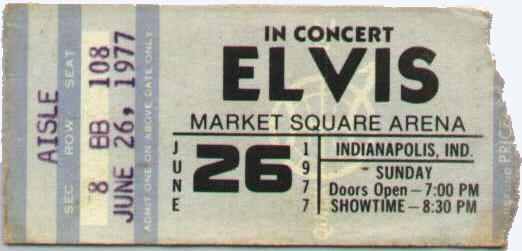 AISLE
SEC ROW SEAT
8 BB 108
JUNE 26, 1977
ADMIT ONE ON ABOVE DATE ONLY
IN CONCERT
ELVIS
MARKET SQUARE ARENA
JUNE 26 1977
INDIANAPOLIS, IND.
SUNDAY
Doors Open - 7:00 PM
SHOWTIME - 8:30 PM
PRICE